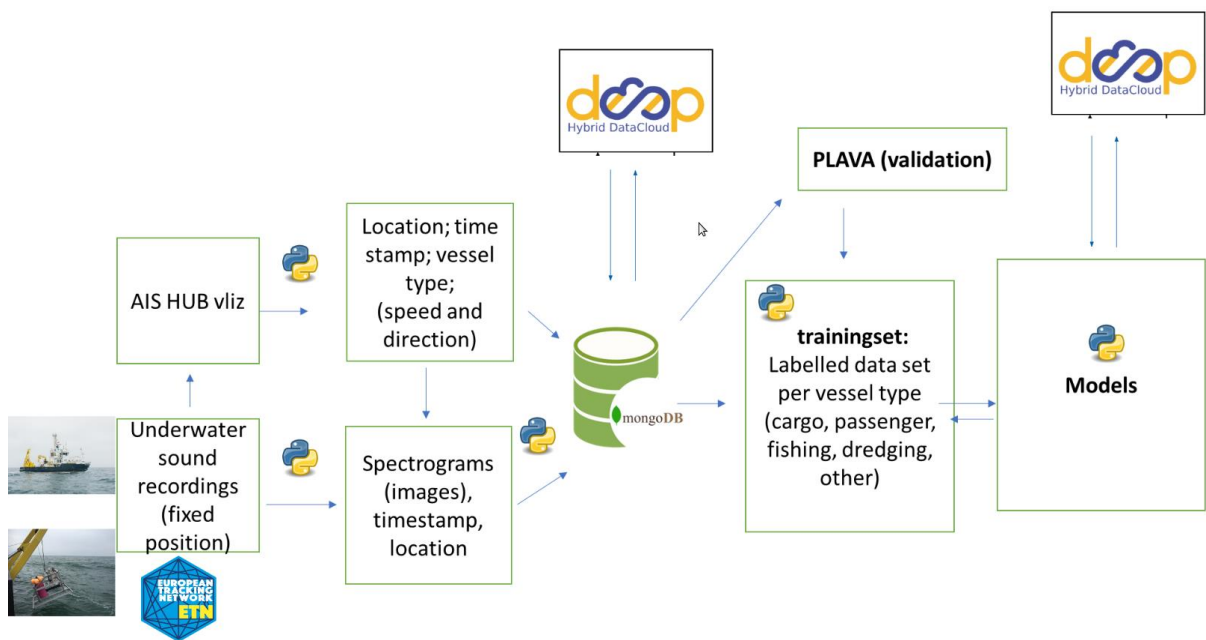 deep
Hybrid DataCloud
deep
Hybrid DataCloud
PLAVA (validation)
Location; time
stamp; vessel
type;
(speed and
direction)
AIS HUB vliz
trainingset:
Labelled data set
per vessel type
(cargo, passenger,
fishing, dredging,
other)
Models
mongoDB
Underwater
sound
recordings
(fixed
position)
Spectrograms
(images),
timestamp,
location
EUROPEAN
TRACKING
NETWORK
ETN